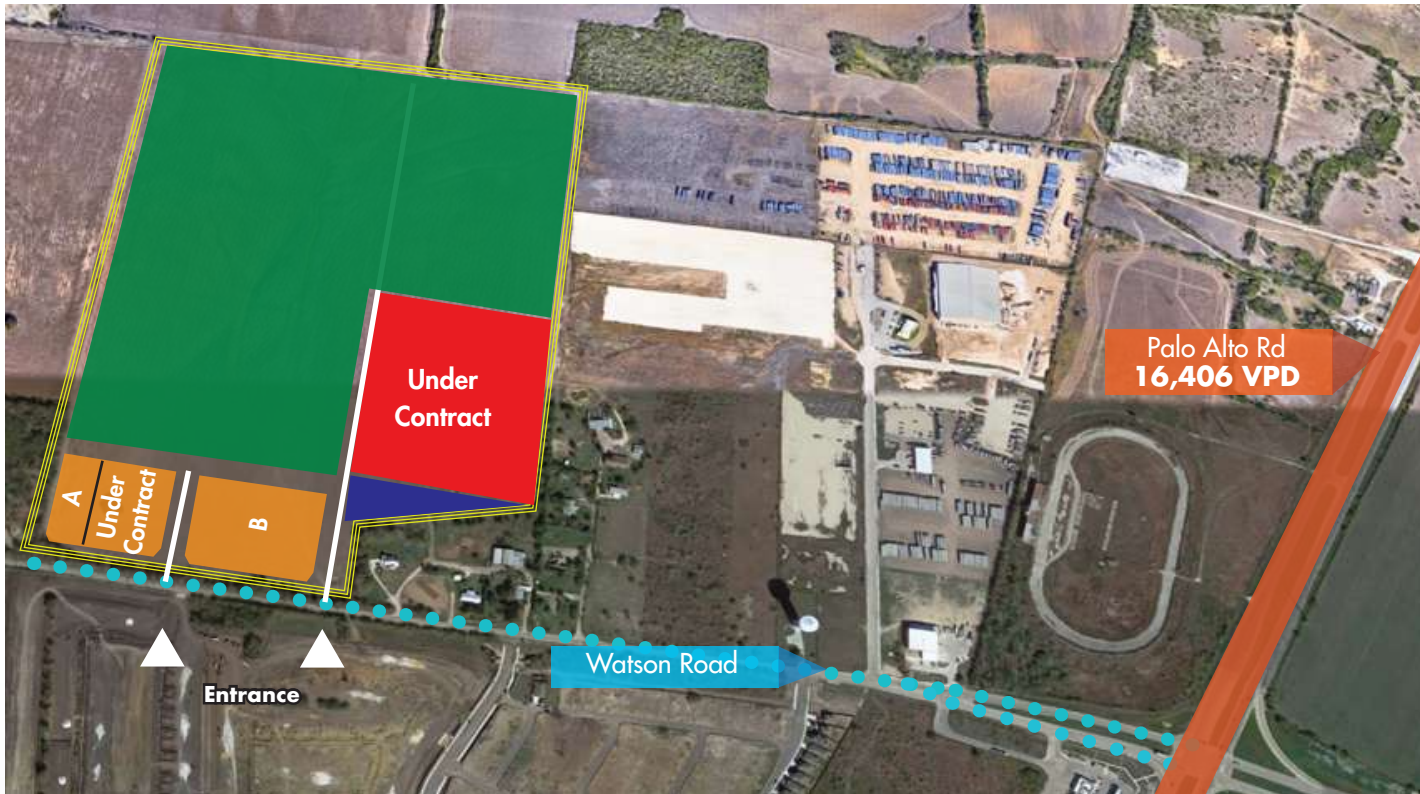 Under
Contract
Palo Alto Rd
16,406 VPD
A
Under
Contract
B
Watson Road
Entrance